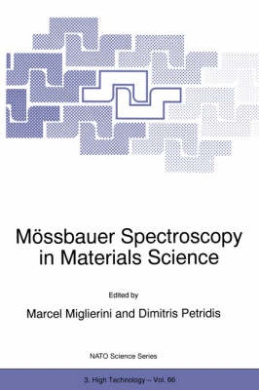 Mössbauer Spectroscopy
in Materials Science
Edited by
Marcel Miglierini and Dimitris Petridis
NATO Science Series
3. High Technology – Vol. 66